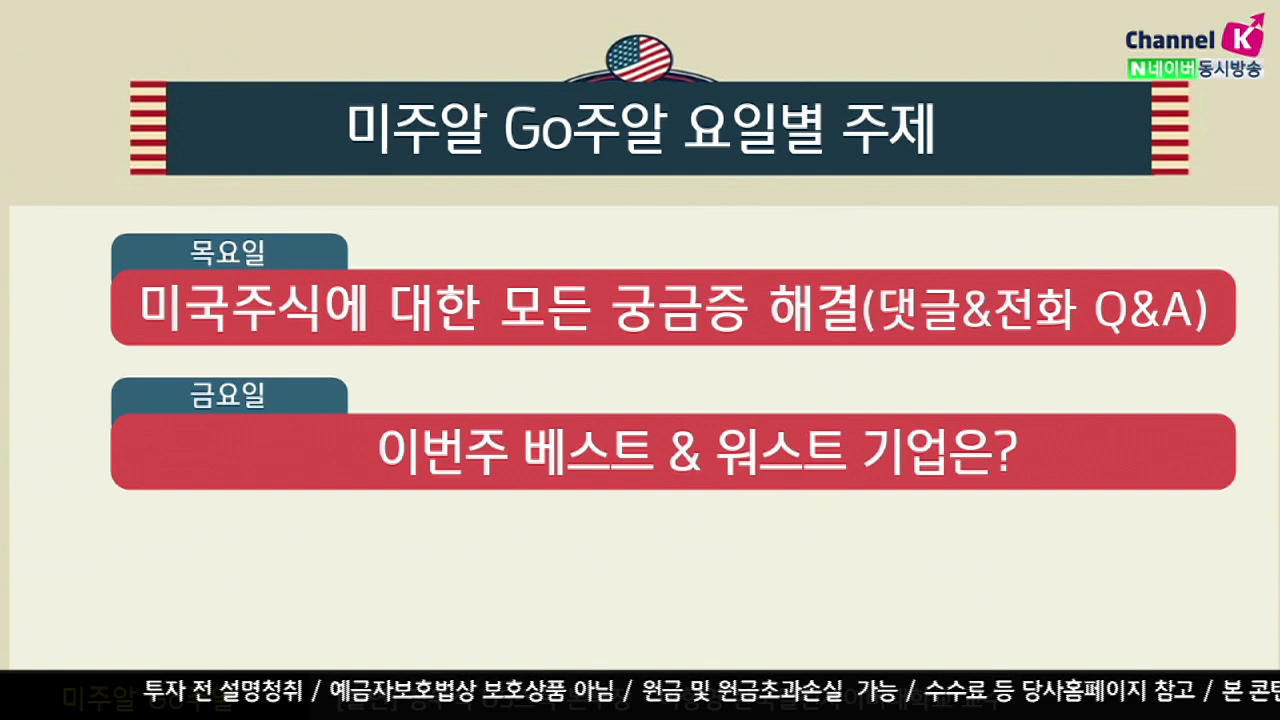 Channel K
N네이버 동시방송
미주알 Go주알 요일별 주제
목요일
미국주식에 대한 모든 궁금증 해결(댓글&전화 Q&A)
금요일
이번주 베스트 & 워스트 기업은?
투자 전 설명청취 / 예금자보호법상 보호상품 아님 / 원금 및 원금초과손실 가능 / 수수료 등 당사홈페이지 참고 / 본 콘텐